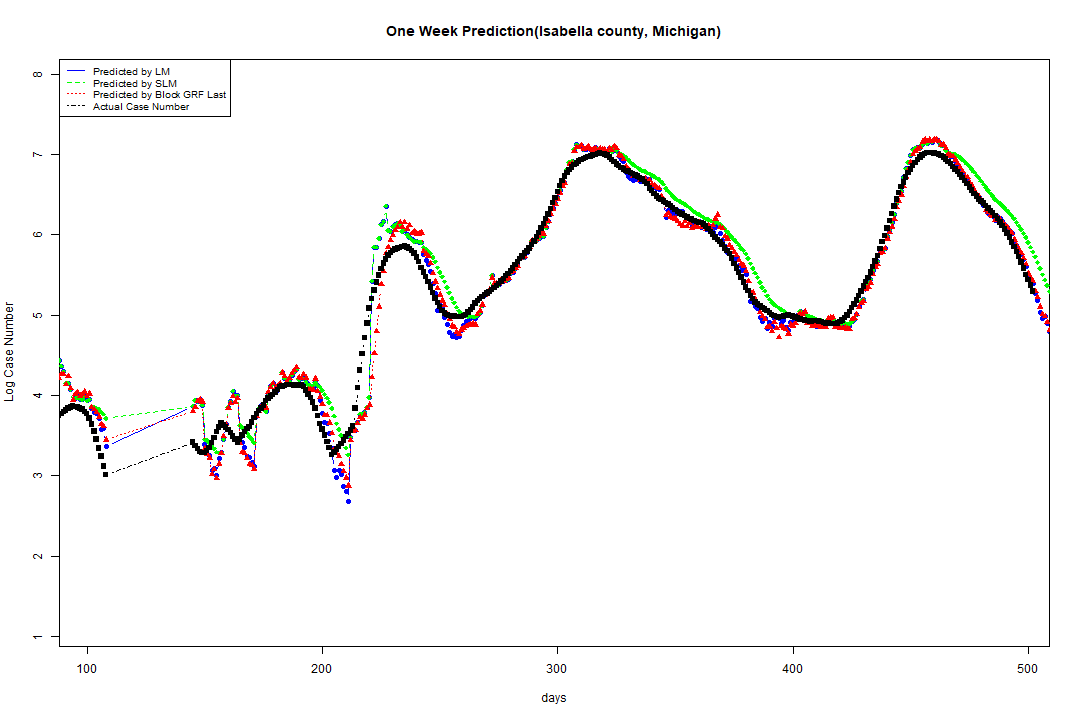 One Week Prediction(Isabella county, Michigan)
Predicted by LM
Predicted by SLM
Predicted by Block GRF Last
Actual Case Number
8
7
6
5
4
3
2
1
Log Case Number
100 200 300 400 500
days